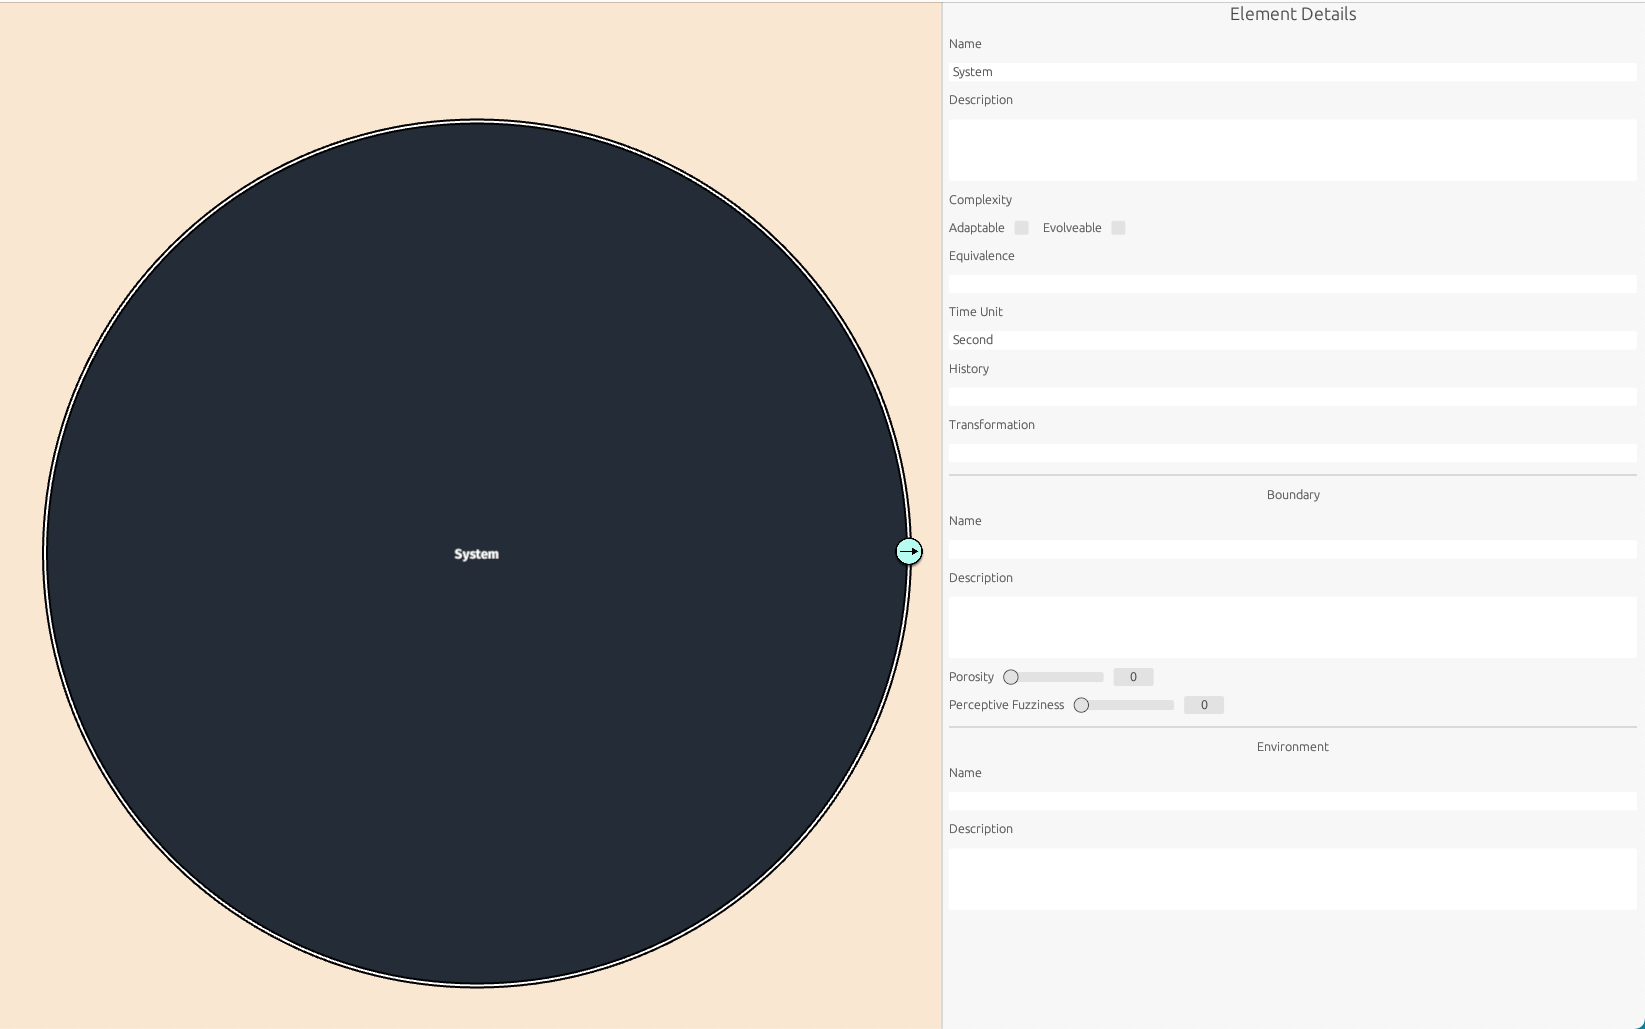 System
Element Details
Name
System
Description
Complexity
Adaptable Evolveable
Equivalence
Time Unit
Second
History
Transformation
Boundary
Name
Description
Porosity 0
Perceptive Fuzziness 0
Environment
Name
Description